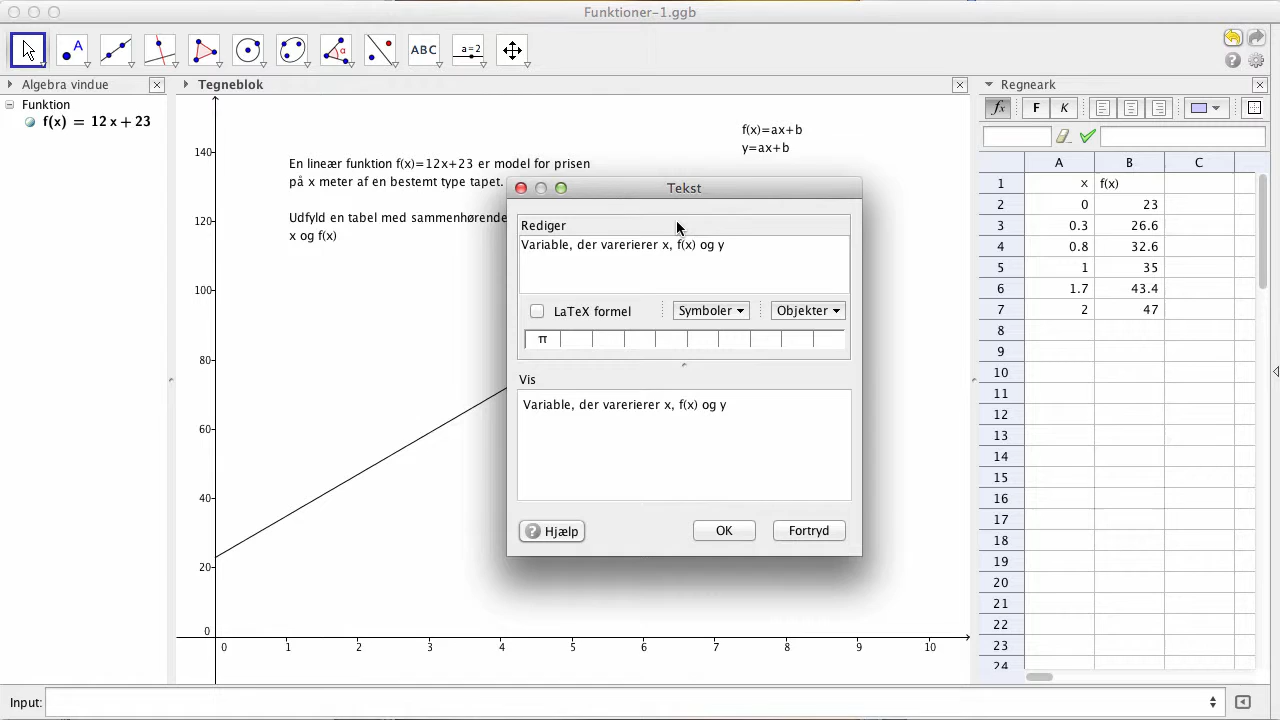 Funktioner-1.ggb
A
α
ABC
a=2
?
Algebra vindue
Tegneblok
Regneark
Funktion
f(x) = 12 x + 23
fx F K
f(x)=ax+b
y=ax+b
En lineær funktion f(x)=12x+23 er model for prisen
på x meter af en bestemt type tapet.
Udfyld en tabel med sammenhørende
x og f(x)
140
120
100
80
60
40
20
0
0 1 2 3 4 5 6 7 8 9 10
Tekst
Rediger
Variable, der varerierer x, f(x) og y
LaTeX formel Symboler Objekter
π
Vis
Variable, der varerierer x, f(x) og y
? Hjælp OK Fortryd
A B C
1 x f(x)
2 0 23
3 0.3 26.6
4 0.8 32.6
5 1 35
6 1.7 43.4
7 2 47
8
9
10
11
12
13
14
15
16
17
18
19
20
21
22
23
24
Input: